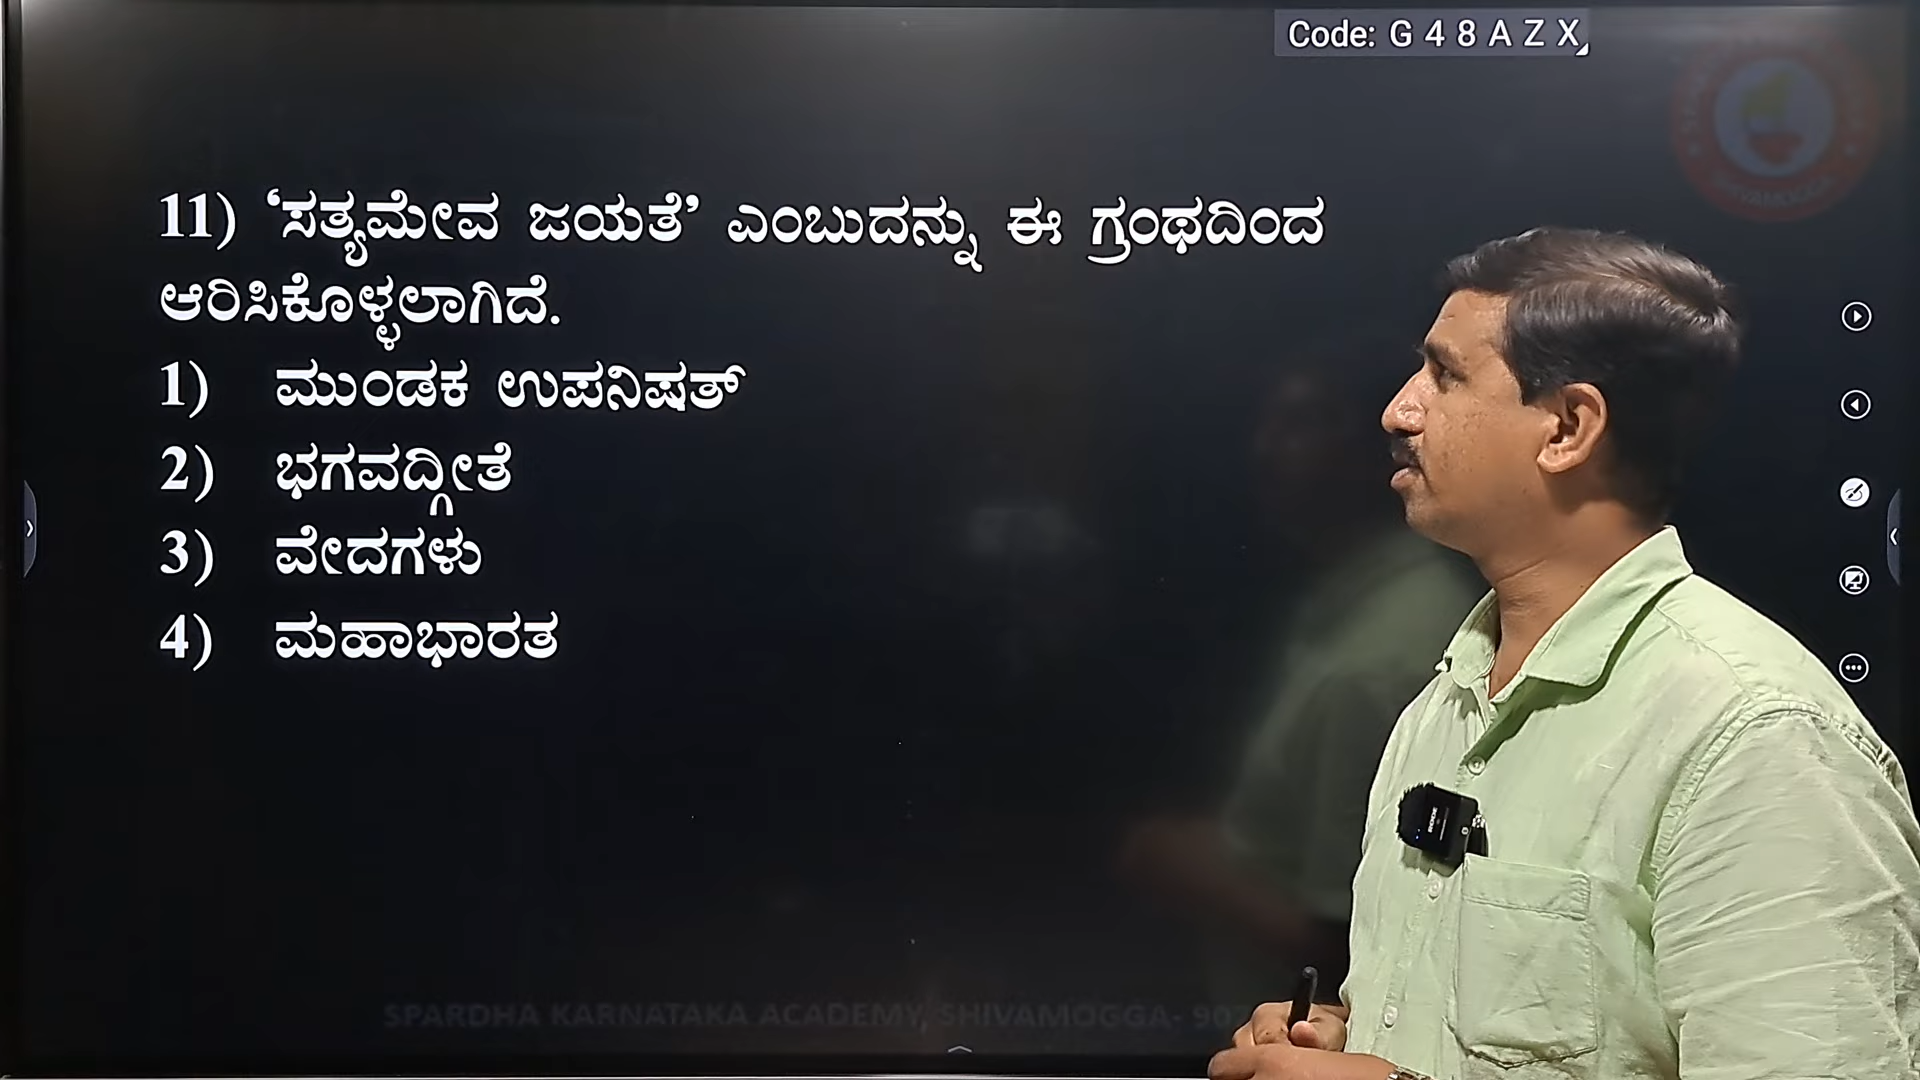 Code: G 4 8 A Z X
11) ‘ಸತ್ಯಮೇವ ಜಯತೆ’ ಎಂಬುದನ್ನು ಈ ಗ್ರಂಥದಿಂದ
ಆರಿಸಿಕೊಳ್ಳಲಾಗಿದೆ.
1) ಮುಂಡಕ ಉಪನಿಷತ್
2) ಭಗವದ್ಗೀತೆ
3) ವೇದಗಳು
4) ಮಹಾಭಾರತ
SPARDHA KARNATAKA ACADEMY, SHIVAMOGGA- 90